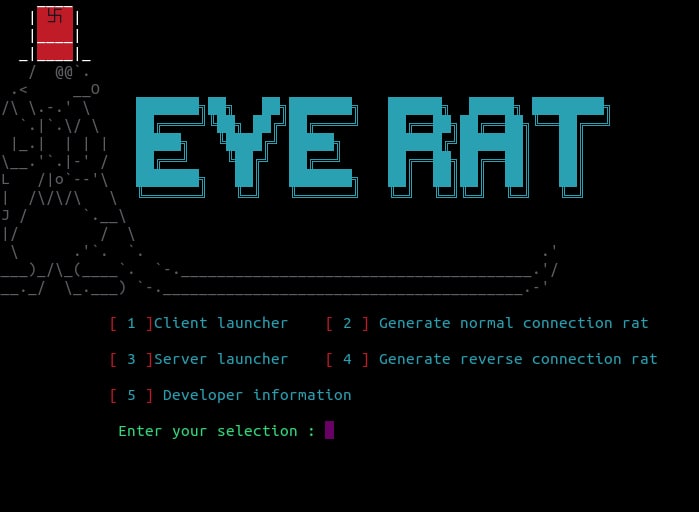 卐
EYE RAT
[ 1 ]Client launcher    [ 2 ] Generate normal connection rat
[ 3 ]Server launcher    [ 4 ] Generate reverse connection rat
[ 5 ] Developer information
Enter your selection :